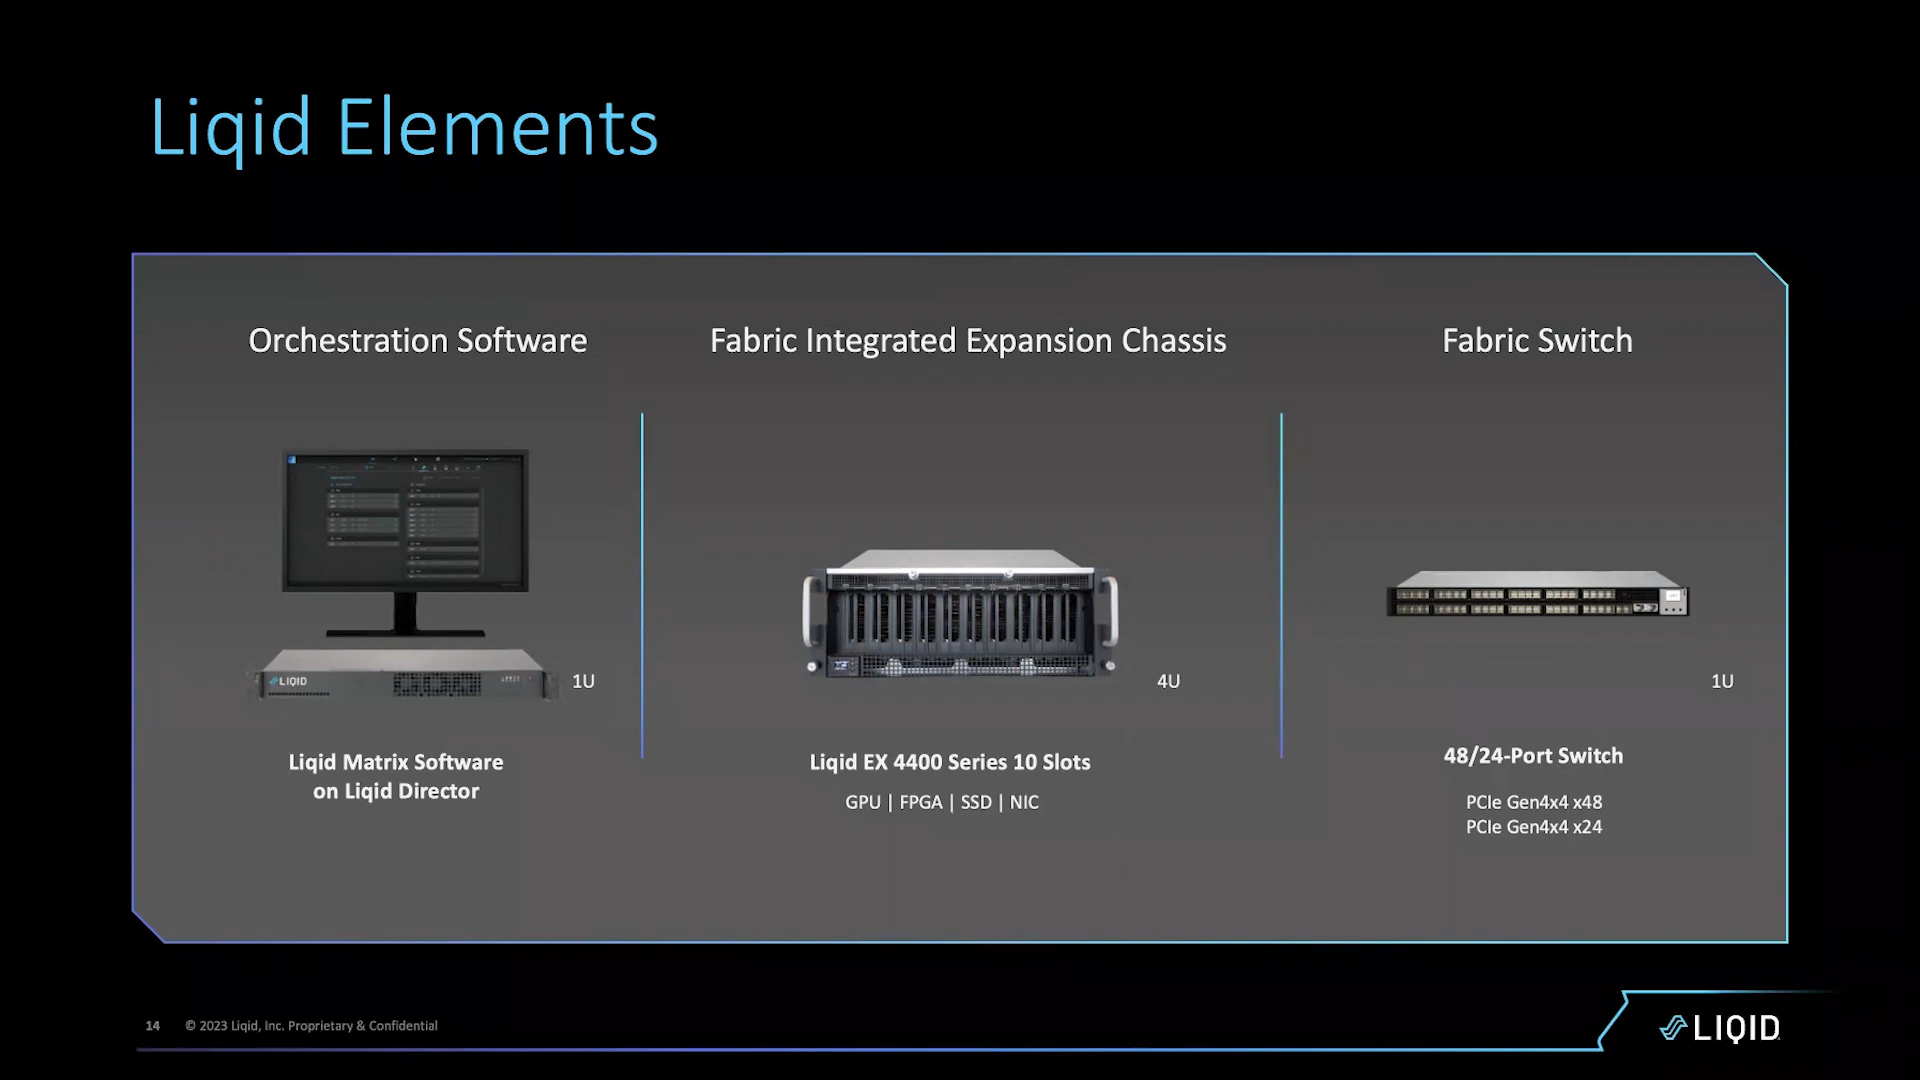 Liqid Elements
Orchestration Software
Fabric Integrated Expansion Chassis
Fabric Switch
LIQID
1U
4U
1U
Liqid Matrix Software
on Liqid Director
Liqid EX 4400 Series 10 Slots
GPU | FPGA | SSD | NIC
48/24-Port Switch
PCIe Gen4x4 x48
PCIe Gen4x4 x24
14
© 2023 Liqid, Inc. Proprietary & Confidential
LIQID